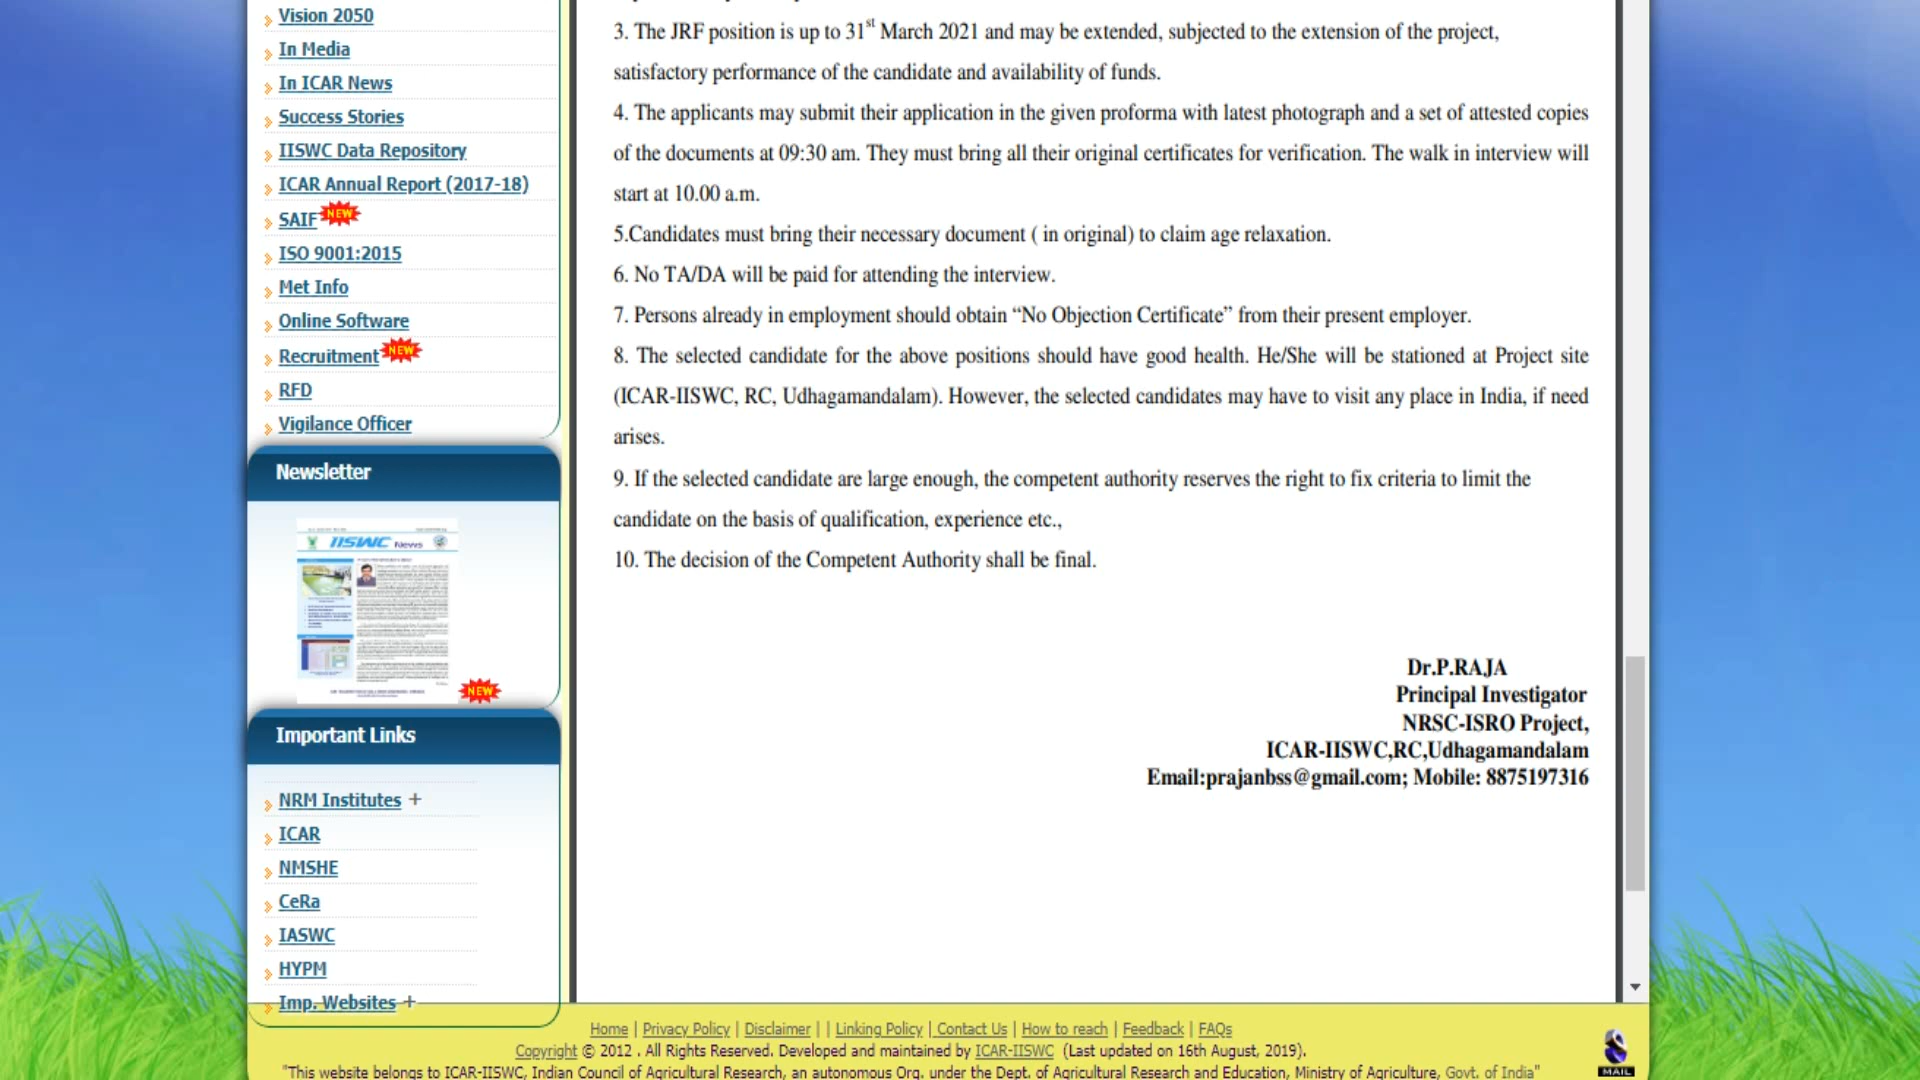 Vision 2050
In Media
In ICAR News
Success Stories
IISWC Data Repository
ICAR Annual Report (2017-18)
SAIF NEW
ISO 9001:2015
Met Info
Online Software
Recruitment NEW
RFD
Vigilance Officer
Newsletter
IISWC News
NEW
Important Links
NRM Institutes +
ICAR
NMSHE
CeRa
IASWC
HYPM
Imp. Websites +
3. The JRF position is up to 31st March 2021 and may be extended, subjected to the extension of the project,
satisfactory performance of the candidate and availability of funds.
4. The applicants may submit their application in the given proforma with latest photograph and a set of attested copies
of the documents at 09:30 am. They must bring all their original certificates for verification. The walk in interview will
start at 10.00 a.m.
5.Candidates must bring their necessary document ( in original) to claim age relaxation.
6. No TA/DA will be paid for attending the interview.
7. Persons already in employment should obtain “No Objection Certificate” from their present employer.
8. The selected candidate for the above positions should have good health. He/She will be stationed at Project site
(ICAR-IISWC, RC, Udhagamandalam). However, the selected candidates may have to visit any place in India, if need
arises.
9. If the selected candidate are large enough, the competent authority reserves the right to fix criteria to limit the
candidate on the basis of qualification, experience etc.,
10. The decision of the Competent Authority shall be final.
Dr.P.RAJA
Principal Investigator
NRSC-ISRO Project,
ICAR-IISWC,RC,Udhagamandalam
Email:prajanbss@gmail.com; Mobile: 8875197316
Home | Privacy Policy | Disclaimer | | Linking Policy | Contact Us | How to reach | Feedback | FAQs
Copyright © 2012 . All Rights Reserved. Developed and maintained by ICAR-IISWC (Last updated on 16th August, 2019).
"This website belongs to ICAR-IISWC, Indian Council of Agricultural Research, an autonomous Org. under the Dept. of Agricultural Research and Education, Ministry of Agriculture, Govt. of India"
MAIL